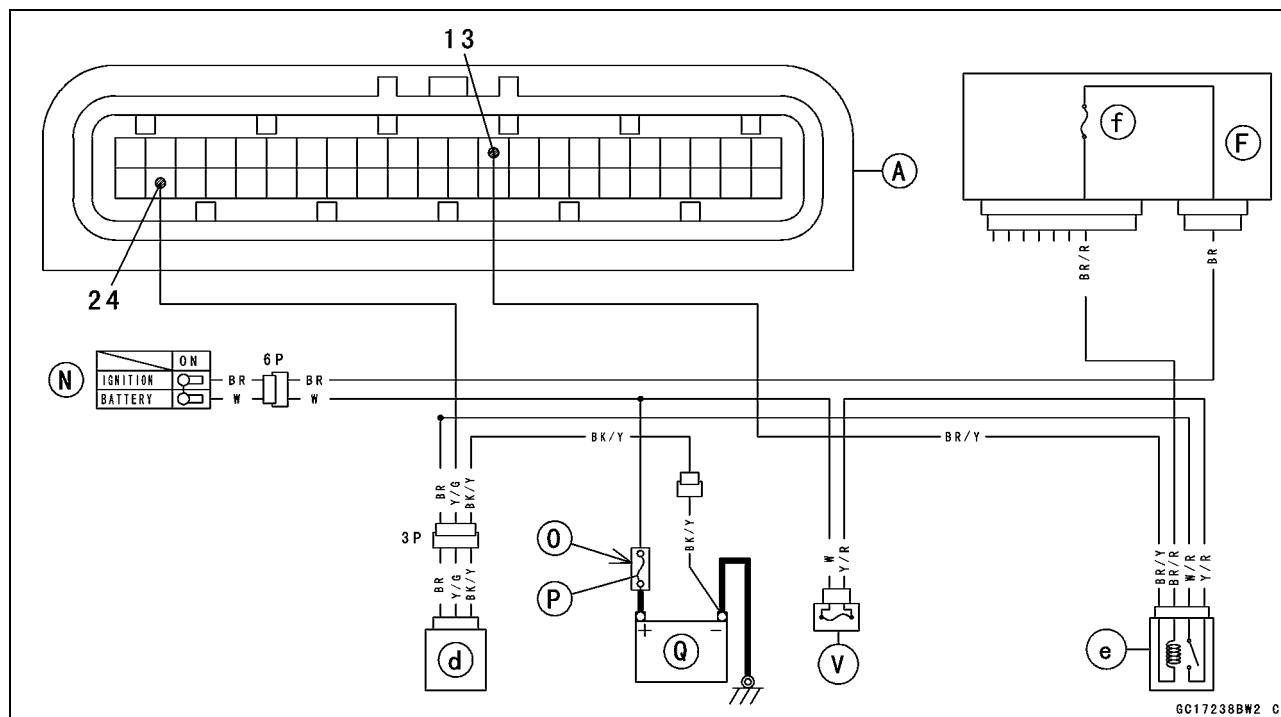 13
f
F
A
24
BR/R
BR
N
ON
IGNITION
BATTERY
BR
W
6P
BR
W
BK/Y
BR/Y
BR
Y/G
BK/Y
3P
BR
Y/G
BK/Y
d
O
P
BK/Y
+
-
Q
W
Y/R
V
BR/Y
BR/R
W/R
Y/R
e
GC17238BW2 C